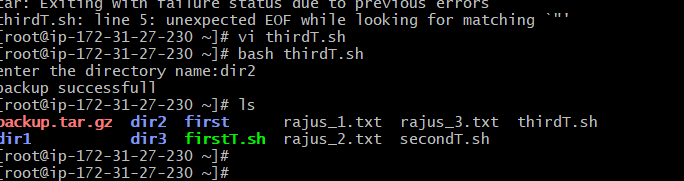 tar: Exiting with failure status due to previous errors
thirdT.sh: line 5: unexpected EOF while looking for matching `"'
[root@ip-172-31-27-230 ~]# vi thirdT.sh
[root@ip-172-31-27-230 ~]# bash thirdT.sh
enter the directory name:dir2
backup successfull
[root@ip-172-31-27-230 ~]# ls
backup.tar.gz  dir2  first     rajus_1.txt  rajus_3.txt  thirdT.sh
dir1           dir3  firstT.sh  rajus_2.txt  secondT.sh
[root@ip-172-31-27-230 ~]#
[root@ip-172-31-27-230 ~]#